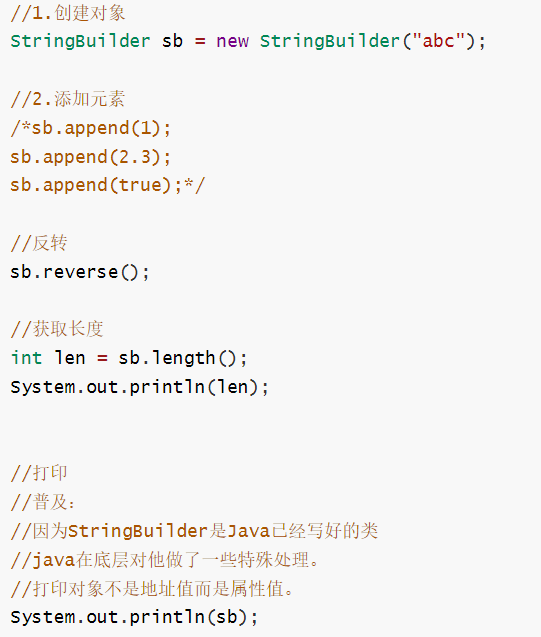 //1.创建对象
StringBuilder sb = new StringBuilder("abc");
//2.添加元素
/*sb.append(1);
sb.append(2.3);
sb.append(true);*/
//反转
sb.reverse();
//获取长度
int len = sb.length();
System.out.println(len);
//打印
//普及：
//因为StringBuilder是Java已经写好的类
//java在底层对他做了一些特殊处理。
//打印对象不是地址值而是属性值。
System.out.println(sb);